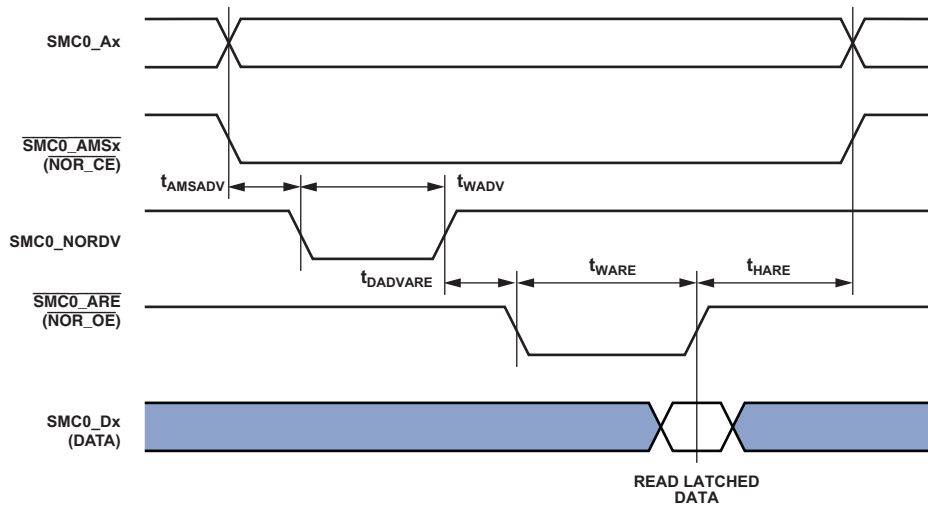 SMC0_Ax
SMC0_AMSx
(NOR_CE)
tAMSADV
tWADV
SMC0_NORDV
tDADVARE
tWARE
tHARE
SMC0_ARE
(NOR_OE)
SMC0_Dx
(DATA)
READ LATCHED
DATA